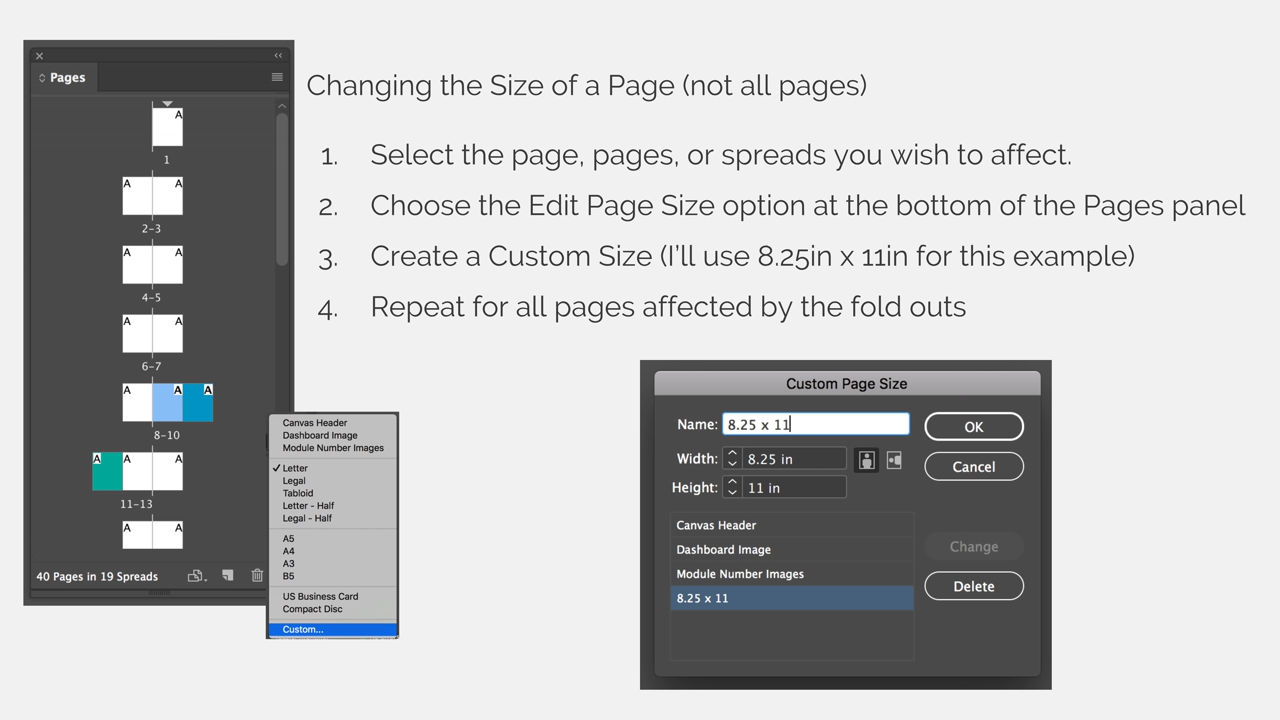 Pages
A
1
A A
2-3
A A
4-5
A A
6-7
A A A
8-10
A A A
11-13
A A
40 Pages in 19 Spreads
Canvas Header
Dashboard Image
Module Number Images
Letter
Legal
Tabloid
Letter - Half
Legal - Half
A5
A4
A3
B5
US Business Card
Compact Disc
Custom...
Changing the Size of a Page (not all pages)
1. Select the page, pages, or spreads you wish to affect.
2. Choose the Edit Page Size option at the bottom of the Pages panel
3. Create a Custom Size (I'll use 8.25in x 11in for this example)
4. Repeat for all pages affected by the fold outs
Custom Page Size
Name: 8.25 x 11
OK
Width: 8.25 in
Cancel
Height: 11 in
Canvas Header
Dashboard Image
Module Number Images
8.25 x 11
Change
Delete